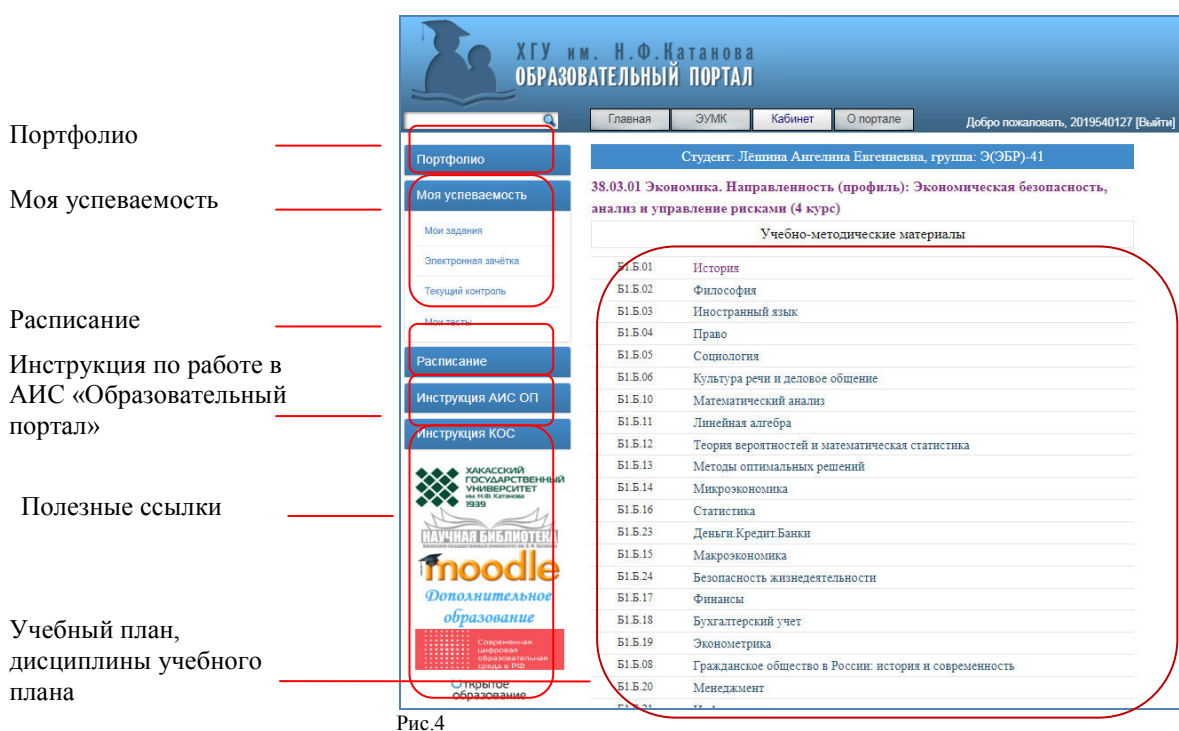 ХГУ им. Н.Ф.Катанова
ОБРАЗОВАТЕЛЬНЫЙ ПОРТАЛ
Главная
ЭУМК
Кабинет
О портале
Добро пожаловать, 2019540127 [Выйти]
Портфолио
Моя успеваемость
Расписание
Инструкция по работе в
АИС «Образовательный
портал»
Полезные ссылки
Учебный план,
дисциплины учебного
плана
Портфолио
Моя успеваемость
Мои задания
Электронная зачётка
Текущий контроль
Мои тесты
Расписание
Инструкция АИС ОП
Инструкция КОС
ХАКАССКИЙ
ГОСУДАРСТВЕННЫЙ
УНИВЕРСИТЕТ
им. Н.Ф. Катанова
1939
НАУЧНАЯ БИБЛИОТЕКА
moodle
Дополнительное
образование
Современная
цифровая
образовательная
среда в РФ
Открытое
образование
Студент: Лёшина Ангелина Евгениевна, группа: Э(ЭБР)-41
38.03.01 Экономика. Направленность (профиль): Экономическая безопасность,
анализ и управление рисками (4 курс)
Учебно-методические материалы
Б1.Б.01 История
Б1.Б.02 Философия
Б1.Б.03 Иностранный язык
Б1.Б.04 Право
Б1.Б.05 Социология
Б1.Б.06 Культура речи и деловое общение
Б1.Б.10 Математический анализ
Б1.Б.11 Линейная алгебра
Б1.Б.12 Теория вероятностей и математическая статистика
Б1.Б.13 Методы оптимальных решений
Б1.Б.14 Микроэкономика
Б1.Б.16 Статистика
Б1.Б.23 Деньги.Кредит.Банки
Б1.Б.15 Макроэкономика
Б1.Б.24 Безопасность жизнедеятельности
Б1.Б.17 Финансы
Б1.Б.18 Бухгалтерский учет
Б1.Б.19 Эконометрика
Б1.Б.08 Гражданское общество в России: история и современность
Б1.Б.20 Менеджмент
Рис.4